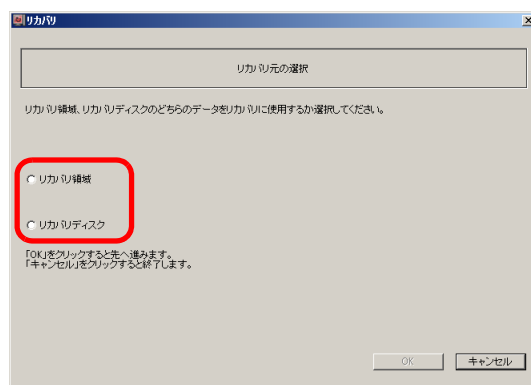 リカバリ
リカバリ元の選択
リカバリ領域、リカバリディスクのどちらのデータをリカバリに使用するか選択してください。
リカバリ領域
リカバリディスク
「OK」をクリックすると先へ進みます。
「キャンセル」をクリックすると終了します。
OK
キャンセル